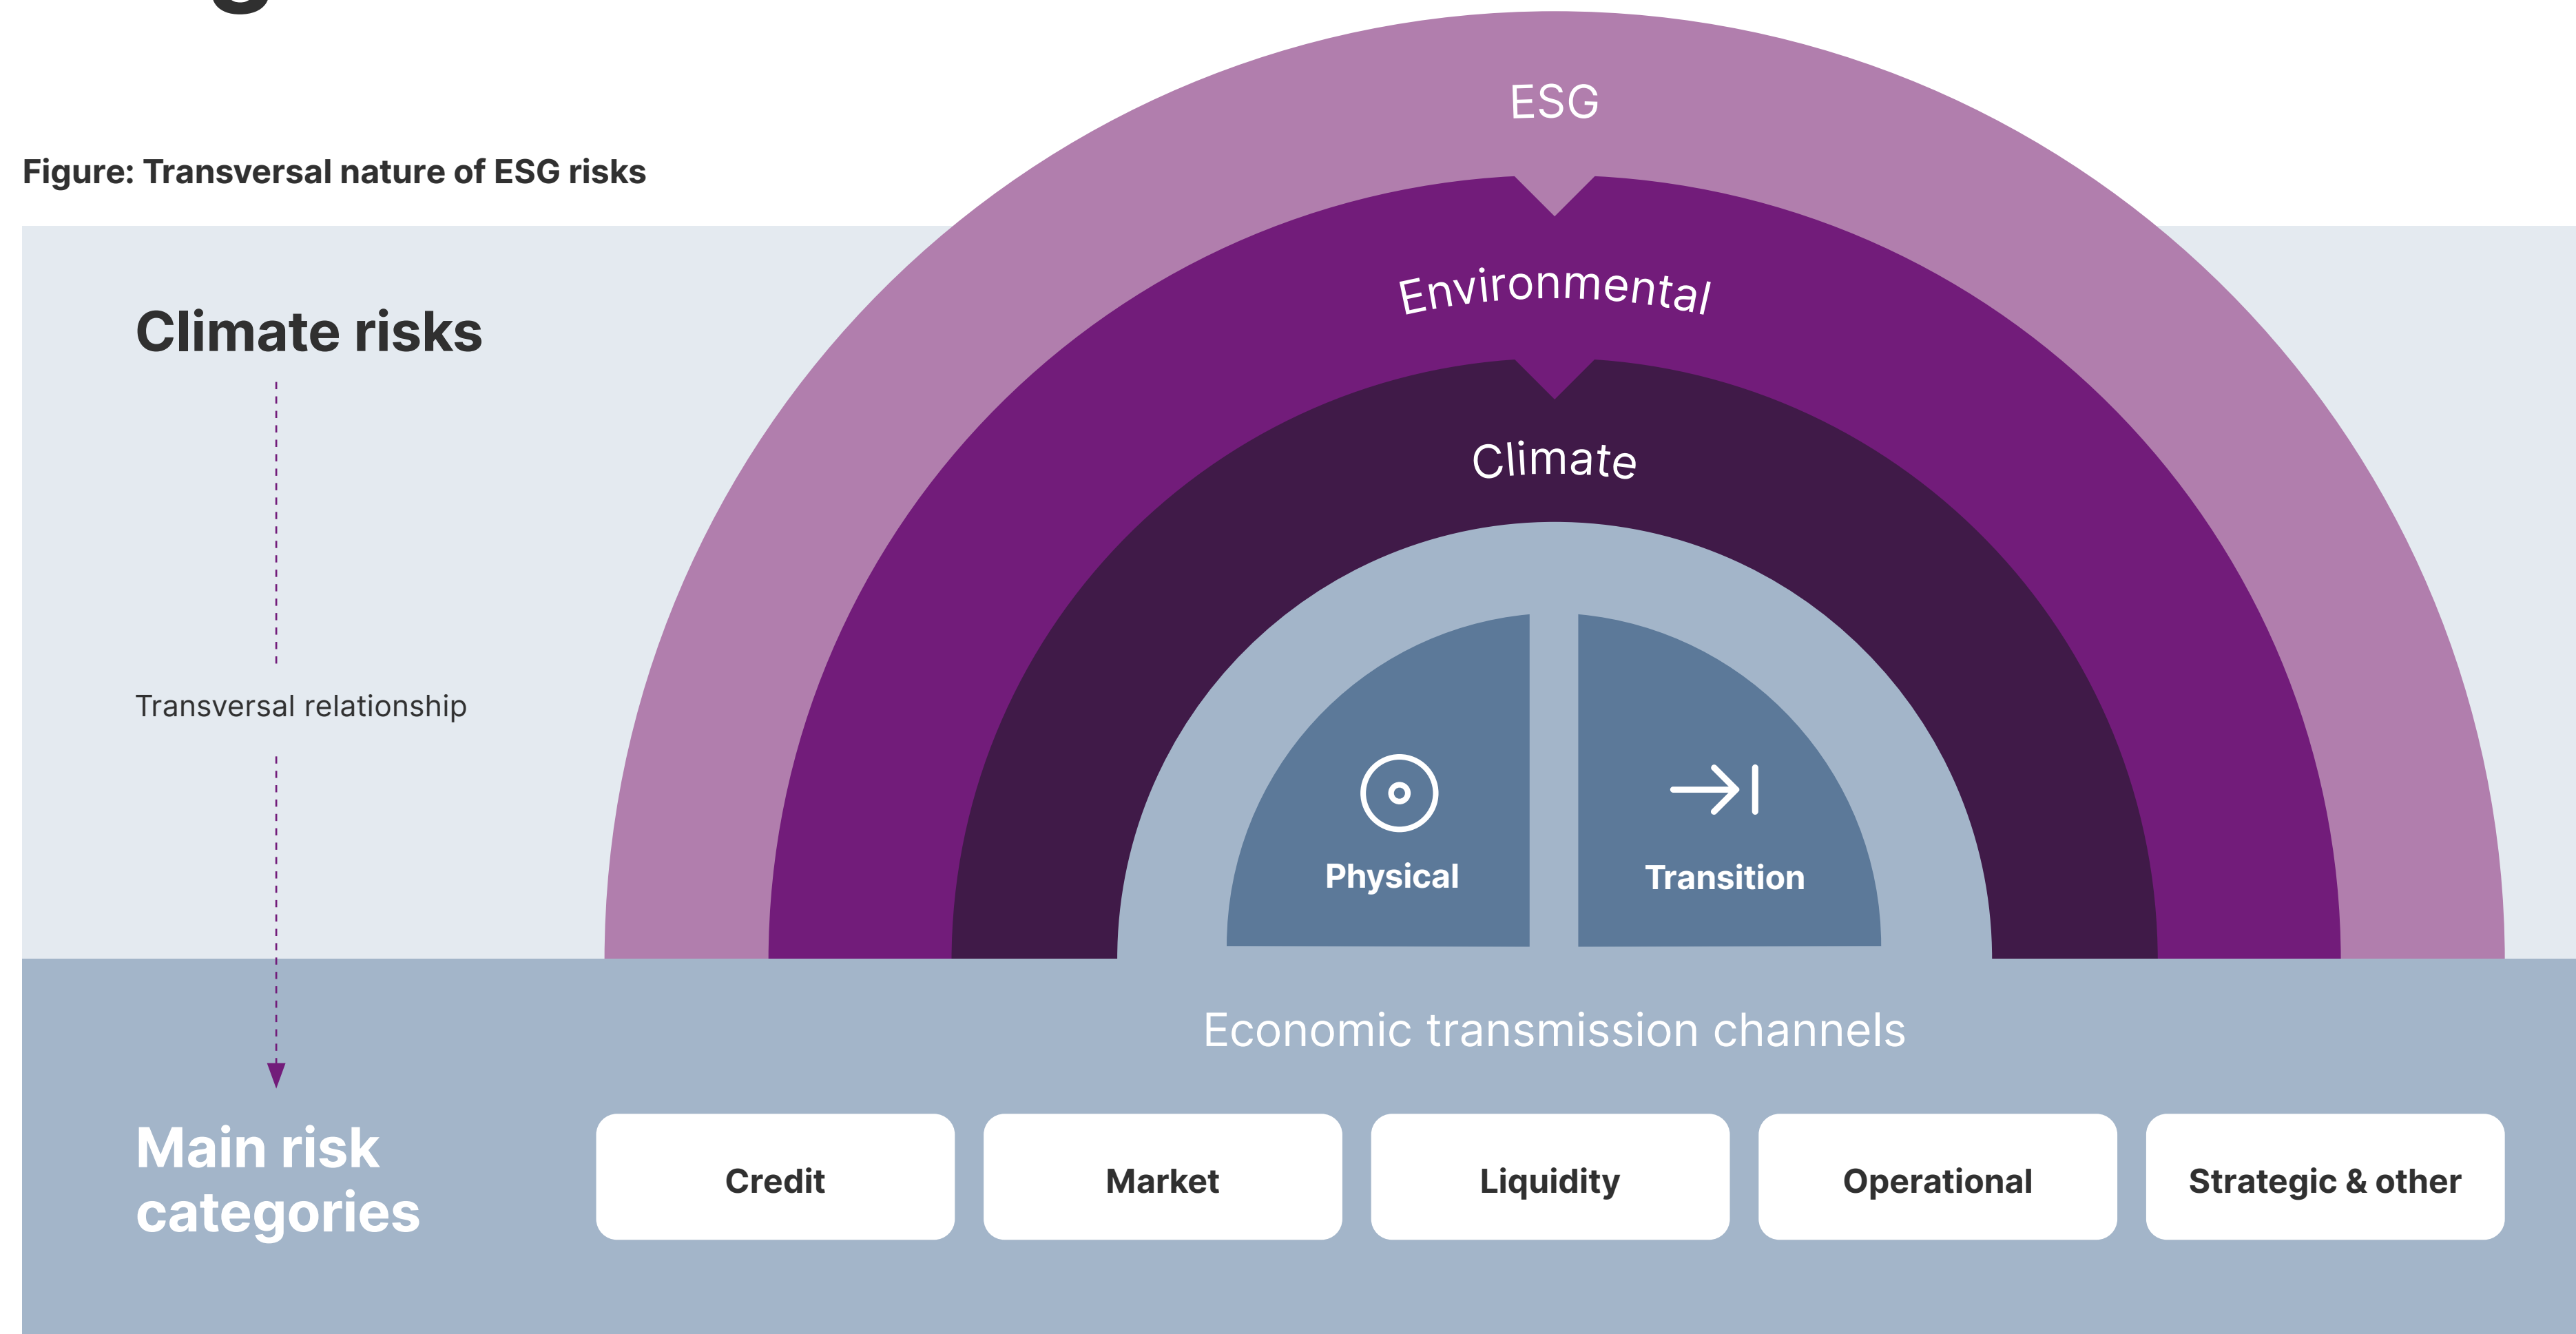 Figure: Transversal nature of ESG risks
ESG
Environmental
Climate
Climate risks
Transversal relationship
Physical
Transition
Economic transmission channels
Main risk
categories
Credit
Market
Liquidity
Operational
Strategic & other